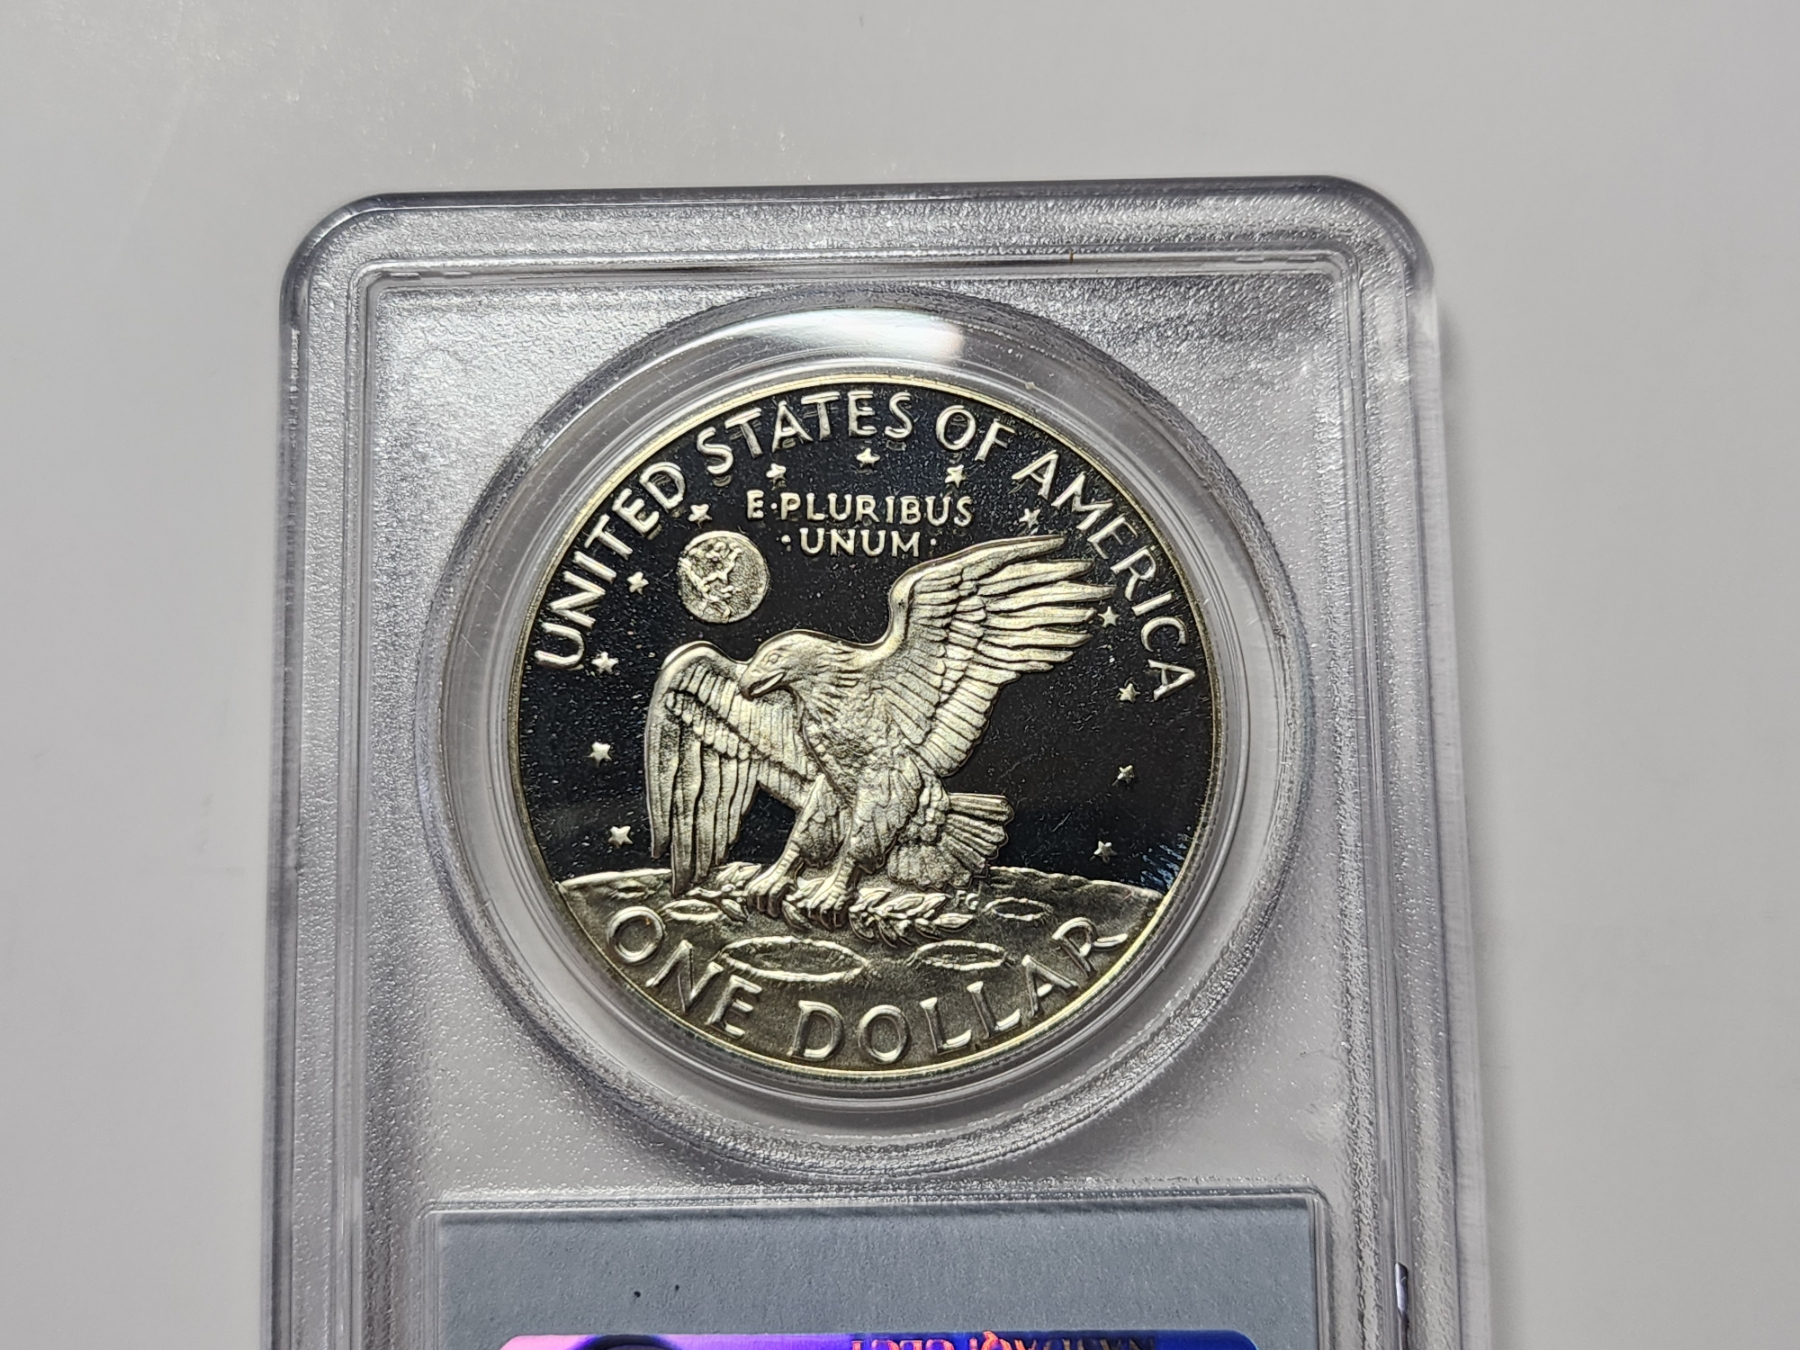 UNITED STATES OF AMERICA
E·PLURIBUS
·UNUM·
ONE DOLLAR